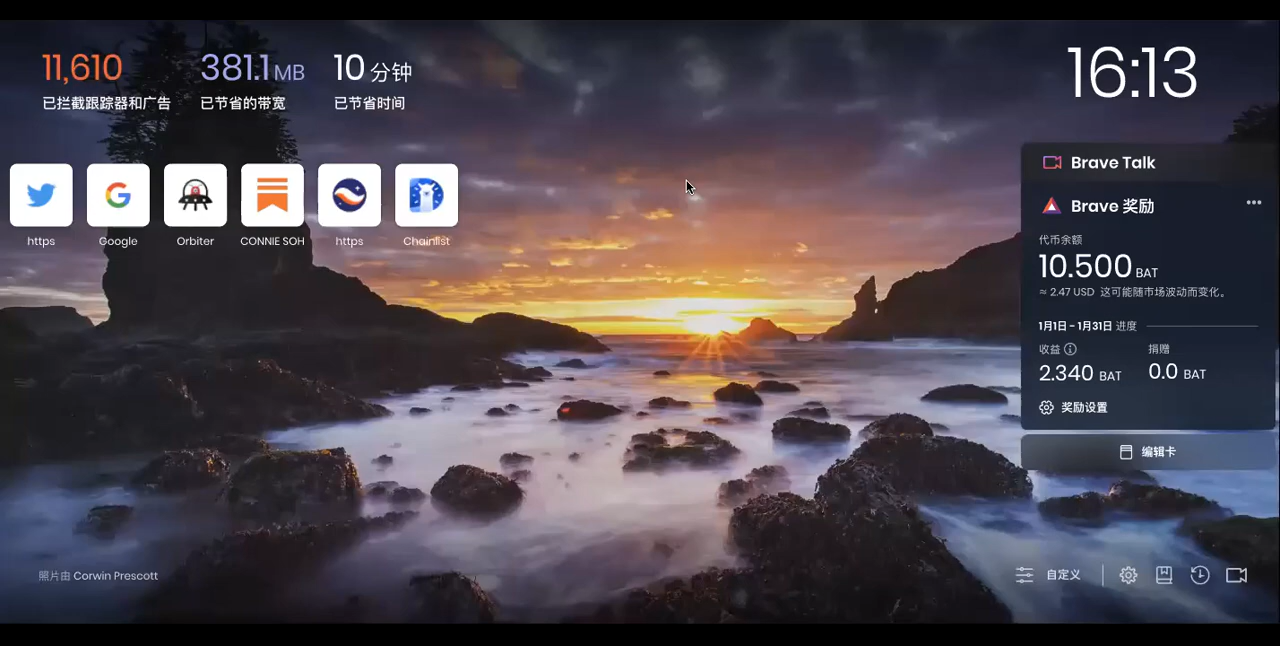 11,610
已拦截跟踪器和广告
381.1 MB
已节省的带宽
10 分钟
已节省时间
16:13
https
Google
Orbiter
CONNIE SOH
https
Chainlist
Brave Talk
Brave 奖励
代币余额
10.500 BAT
≈ 2.47 USD 这可能随市场波动而变化。
1月1日 – 1月31日 进度
收益
捐赠
2.340 BAT
0.0 BAT
奖励设置
编辑卡
照片由 Corwin Prescott
自定义